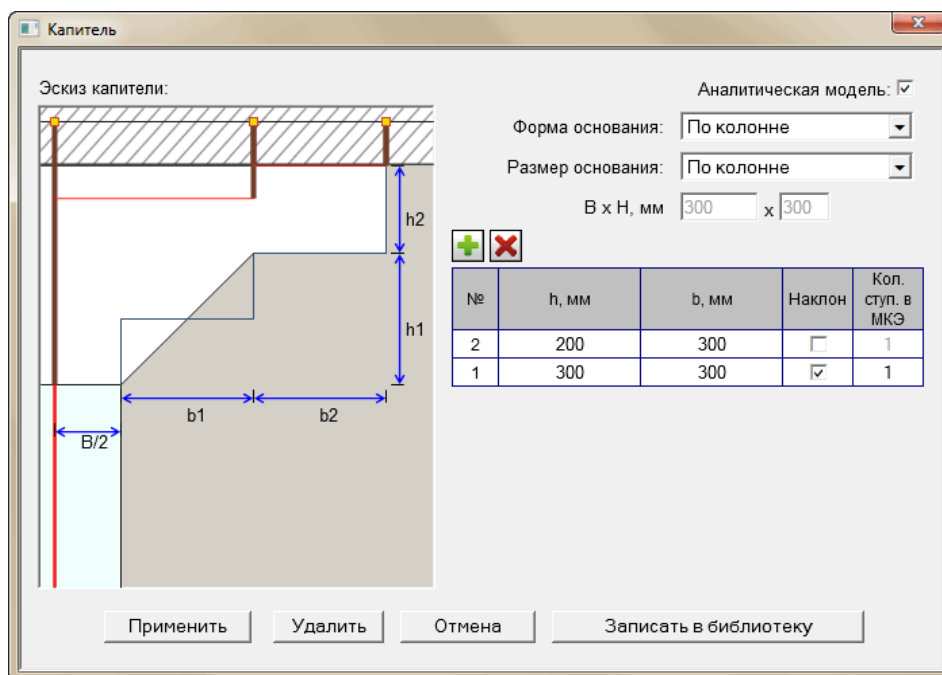 Капитель
Эскиз капители:
Аналитическая модель:
Форма основания: По колонне
Размер основания: По колонне
B x H, мм 300 x 300
№ h, мм b, мм Наклон Кол. ступ. в МКЭ
2 200 300 1
1 300 300 1
h2
h1
b1 b2
B/2
Применить Удалить Отмена Записать в библиотеку